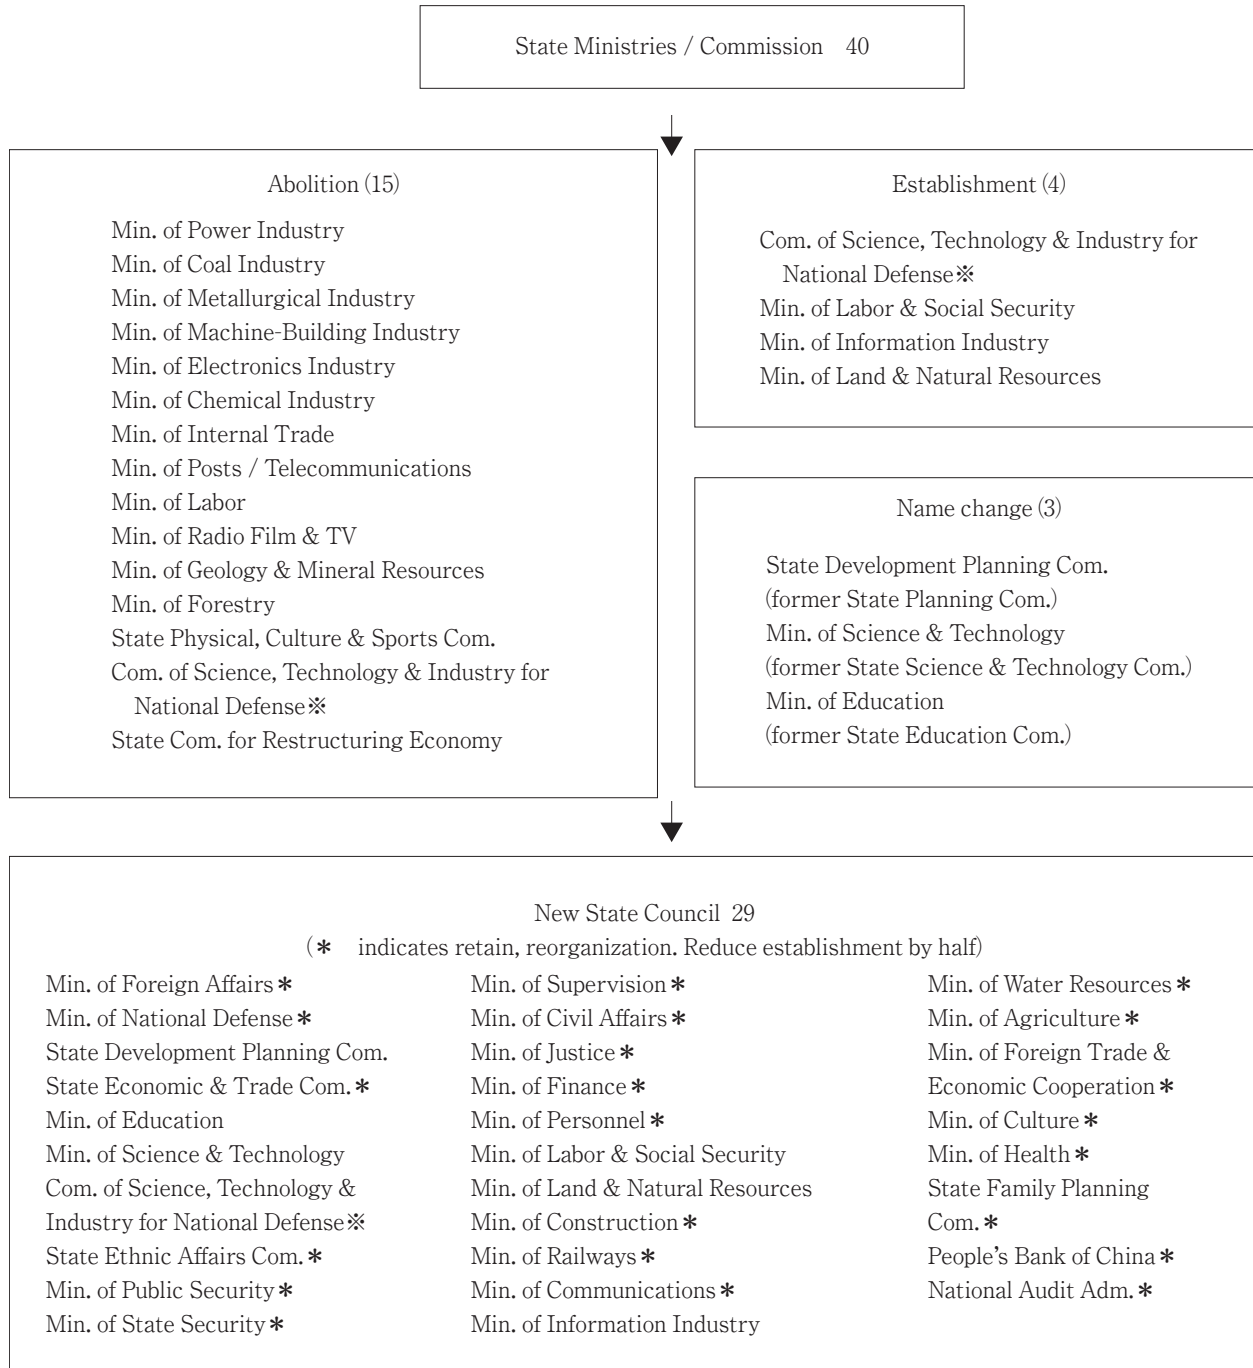 State Ministries / Commission 40
Abolition (15)
Min. of Power Industry
Min. of Coal Industry
Min. of Metallurgical Industry
Min. of Machine-Building Industry
Min. of Electronics Industry
Min. of Chemical Industry
Min. of Internal Trade
Min. of Posts / Telecommunications
Min. of Labor
Min. of Radio Film & TV
Min. of Geology & Mineral Resources
Min. of Forestry
State Physical, Culture & Sports Com.
Com. of Science, Technology & Industry for
National Defense※
State Com. for Restructuring Economy
Establishment (4)
Com. of Science, Technology & Industry for
National Defense※
Min. of Labor & Social Security
Min. of Information Industry
Min. of Land & Natural Resources
Name change (3)
State Development Planning Com.
(former State Planning Com.)
Min. of Science & Technology
(former State Science & Technology Com.)
Min. of Education
(former State Education Com.)
New State Council 29
(* indicates retain, reorganization. Reduce establishment by half)
Min. of Foreign Affairs*
Min. of National Defense*
State Development Planning Com.
State Economic & Trade Com.*
Min. of Education
Min. of Science & Technology
Com. of Science, Technology &
Industry for National Defense※
State Ethnic Affairs Com.*
Min. of Public Security*
Min. of State Security*
Min. of Supervision*
Min. of Civil Affairs*
Min. of Justice*
Min. of Finance*
Min. of Personnel*
Min. of Labor & Social Security
Min. of Land & Natural Resources
Min. of Construction*
Min. of Railways*
Min. of Communications*
Min. of Information Industry
Min. of Water Resources*
Min. of Agriculture*
Min. of Foreign Trade &
Economic Cooperation*
Min. of Culture*
Min. of Health*
State Family Planning
Com.*
People's Bank of China*
National Audit Adm.*